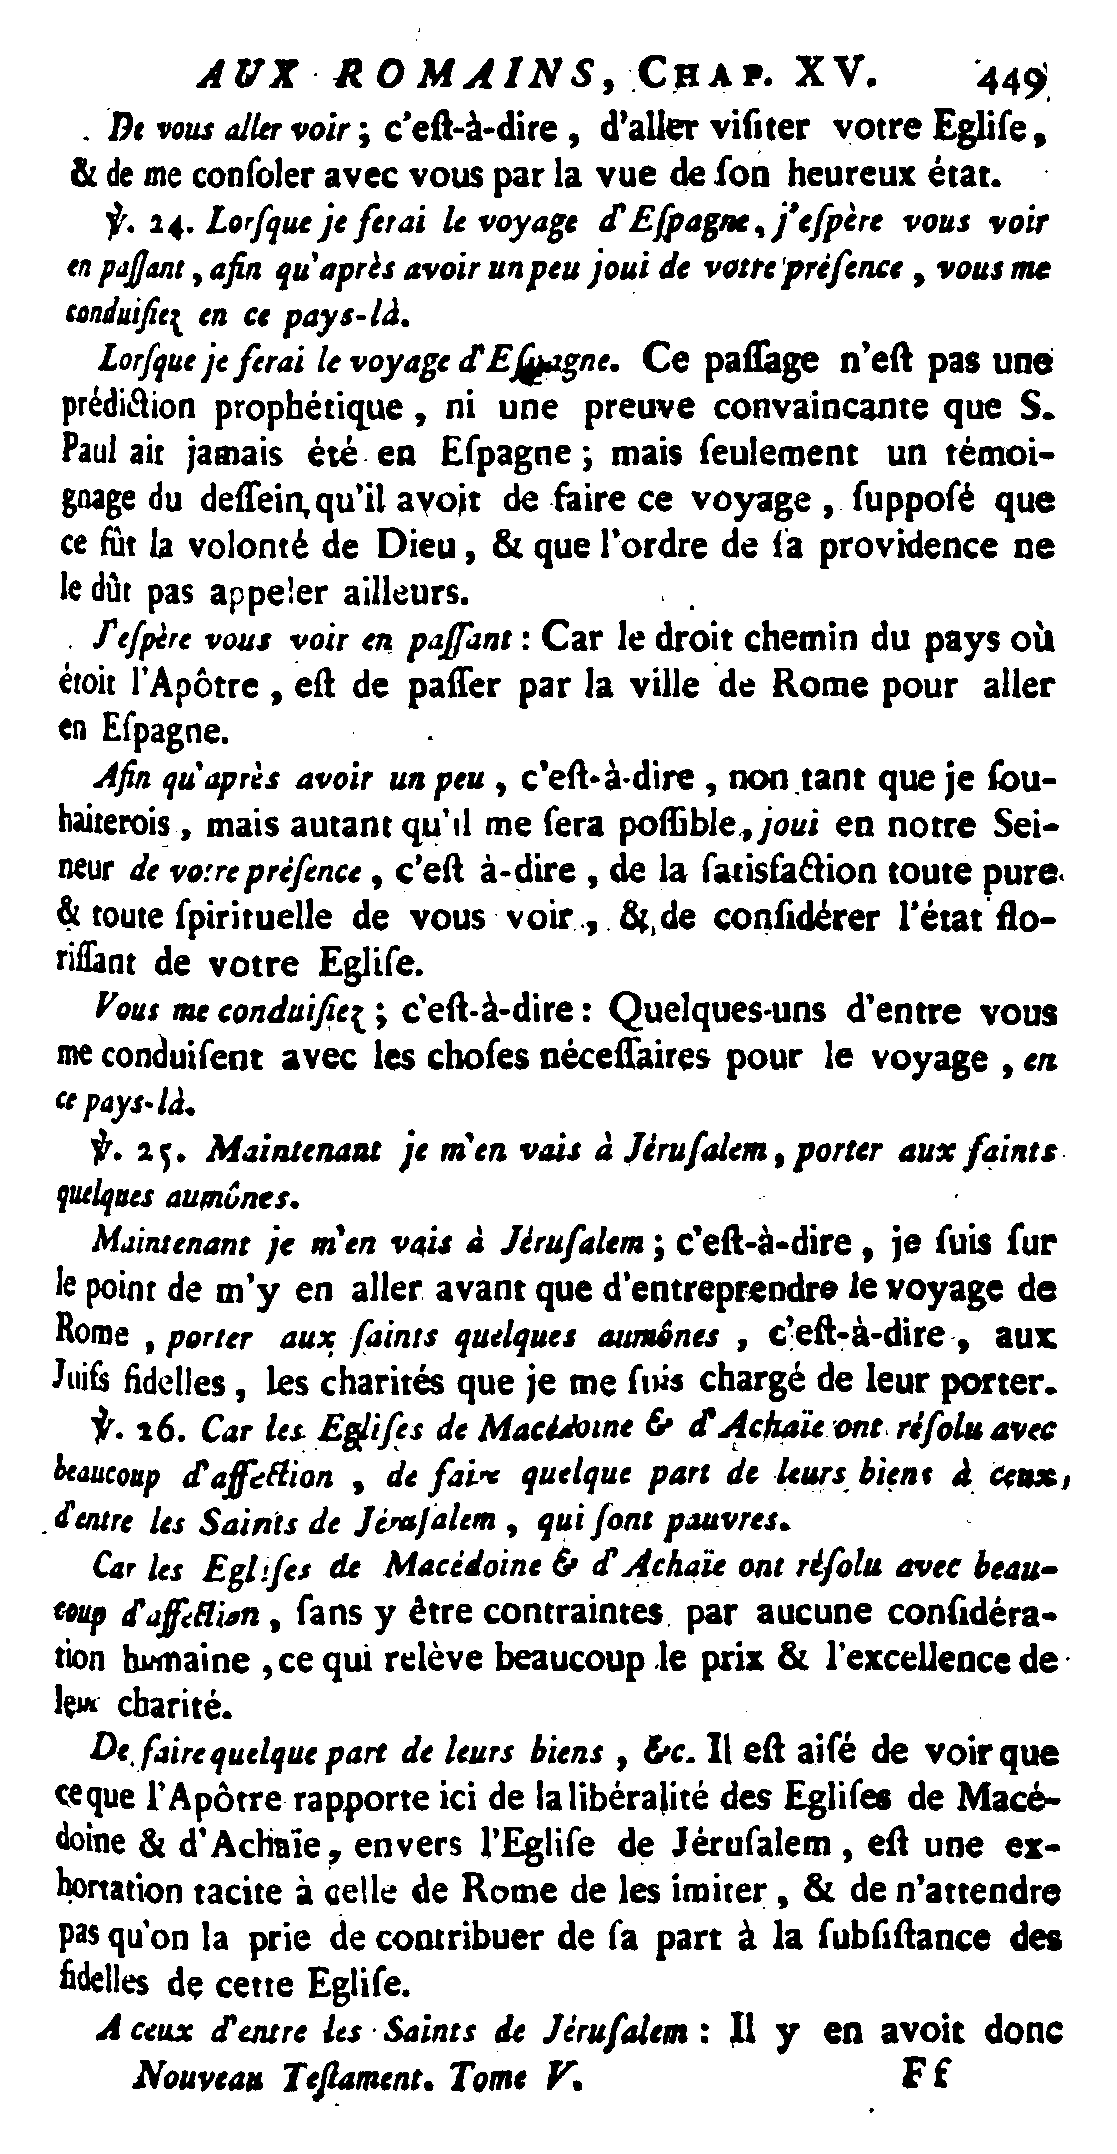 AUX ROMAINS, CHAP. XV. 449
De vous aller voir ; c'eſt-à-dire , d'aller viſiter votre Egliſe,
& de me conſoler avec vous par la vue de ſon heureux état.
℣. 24. Lorſque je ferai le voyage d'Eſpagne, j'eſpère vous voir
en paſſant , afin qu'après avoir un peu joui de votre préſence , vous me
conduiſiez en ce pays-là.
Lorſque je ferai le voyage d'Eſpagne. Ce paſſage n'eſt pas une
prédiction prophétique , ni une preuve convaincante que S.
Paul ait jamais été en Eſpagne ; mais ſeulement un témoi-
gnage du deſſein qu'il avoit de faire ce voyage , ſuppoſé que
ce fût la volonté de Dieu , & que l'ordre de ſa providence ne
le dût pas appeler ailleurs.
J'eſpère vous voir en paſſant : Car le droit chemin du pays où
étoit l'Apôtre , eſt de paſſer par la ville de Rome pour aller
en Eſpagne.
Afin qu'après avoir un peu , c'eſt-à-dire , non tant que je ſou-
haiterois , mais autant qu'il me ſera poſſible, joui en notre Sei-
neur de votre préſence , c'eſt à-dire , de la ſatisfaction toute pure
& toute ſpirituelle de vous voir , & de conſidérer l'état flo-
riſſant de votre Egliſe.
Vous me conduiſiez ; c'eſt-à-dire : Quelques-uns d'entre vous
me conduiſent avec les choſes néceſſaires pour le voyage , en
ce pays-là.
℣. 25. Maintenant je m'en vais à Jéruſalem, porter aux ſaints
quelques aumônes.
Maintenant je m'en vais à Jéruſalem ; c'eſt-à-dire , je ſuis ſur
le point de m'y en aller avant que d'entreprendre le voyage de
Rome , porter aux ſaints quelques aumônes , c'eſt-à-dire , aux
Juifs fidelles , les charités que je me ſuis chargé de leur porter.
℣. 26. Car les Egliſes de Macédoine & d'Achaïe ont réſolu avec
beaucoup d'affection , de faire quelque part de leurs biens à ceux,
d'entre les Saints de Jéruſalem , qui ſont pauvres.
Car les Egliſes de Macédoine & d'Achaïe ont réſolu avec beau-
coup d'affection , ſans y être contraintes par aucune conſidéra-
tion humaine , ce qui relève beaucoup le prix & l'excellence de
leur charité.
De faire quelque part de leurs biens , &c. Il eſt aiſé de voir que
ce que l'Apôtre rapporte ici de la libéralité des Egliſes de Macé-
doine & d'Achaïe , envers l'Egliſe de Jéruſalem , eſt une ex-
hortation tacite à celle de Rome de les imiter , & de n'attendre
pas qu'on la prie de contribuer de ſa part à la ſubſiſtance des
fidelles de cette Egliſe.
A ceux d'entre les Saints de Jéruſalem : Il y en avoit donc
Nouveau Teſtament. Tome V. Ff